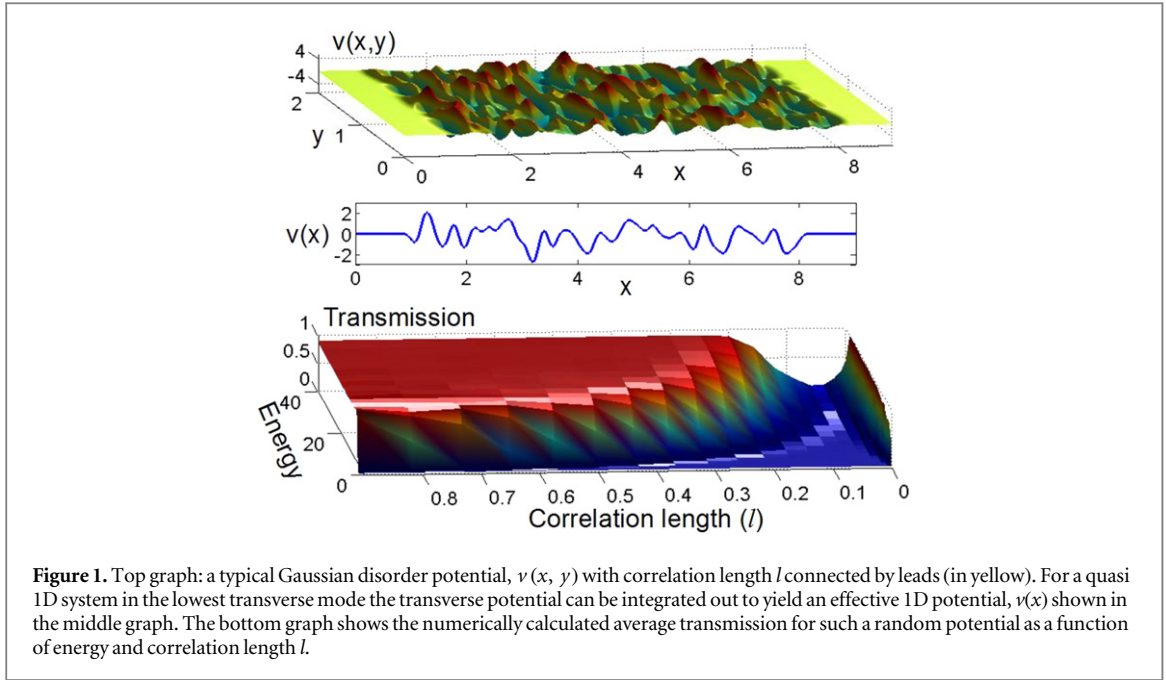 v(x,y)
4
-4
2
y 1
0
0 2 4 x 6 8
v(x)
2
0
-2
0 2 4 x 6 8
Transmission
1
0.5
0
40
Energy
20
0
0.8 0.7 0.6 0.5 0.4 0.3 0.2 0.1 0
Correlation length (l)
Figure 1. Top graph: a typical Gaussian disorder potential, v(x, y) with correlation length l connected by leads (in yellow). For a quasi
1D system in the lowest transverse mode the transverse potential can be integrated out to yield an effective 1D potential, v(x) shown in
the middle graph. The bottom graph shows the numerically calculated average transmission for such a random potential as a function
of energy and correlation length l.